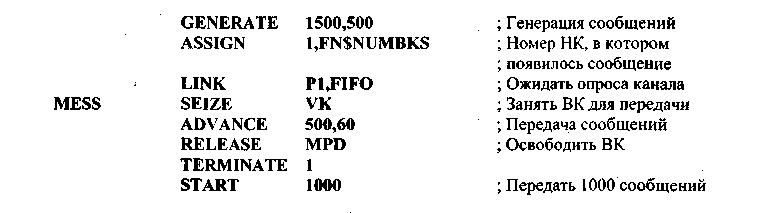 GENERATE 1500,500 ; Генерация сообщений
ASSIGN 1,FN$NUMBKS ; Номер НК, в котором
; появилось сообщение
LINK P1,FIFO ; Ожидать опроса канала
MESS SEIZE VK ; Занять ВК для передачи
ADVANCE 500,60 ; Передача сообщений
RELEASE MPD ; Освободить ВК
TERMINATE 1
START 1000 ; Передать 1000 сообщений